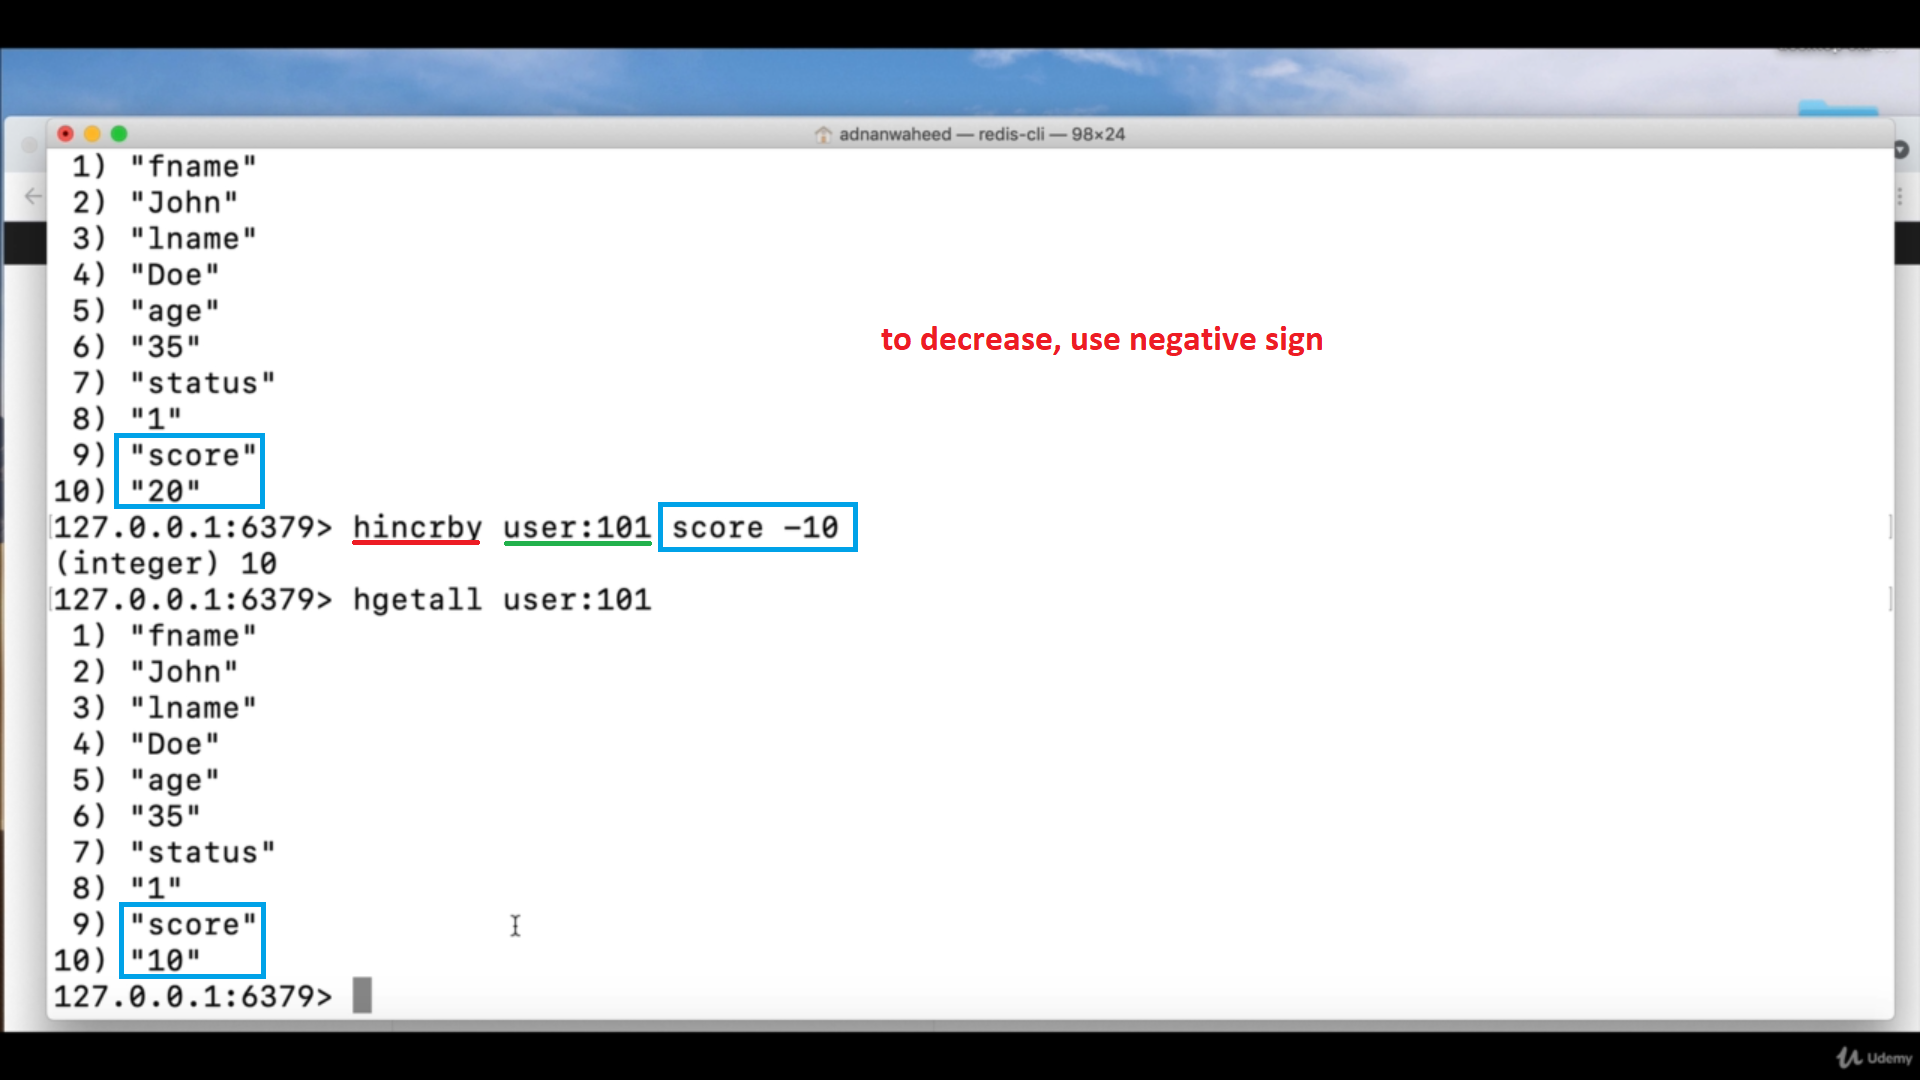 adnanwaheed — redis-cli — 98×24
1) "fname"
2) "John"
3) "lname"
4) "Doe"
5) "age"
6) "35"
7) "status"
8) "1"
9) "score"
10) "20"
to decrease, use negative sign
127.0.0.1:6379> hincrby user:101 score -10
(integer) 10
127.0.0.1:6379> hgetall user:101
1) "fname"
2) "John"
3) "lname"
4) "Doe"
5) "age"
6) "35"
7) "status"
8) "1"
9) "score"
10) "10"
127.0.0.1:6379>
Udemy